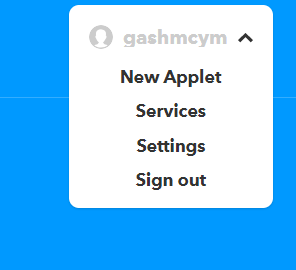 gashmcym
New Applet
Services
Settings
Sign out